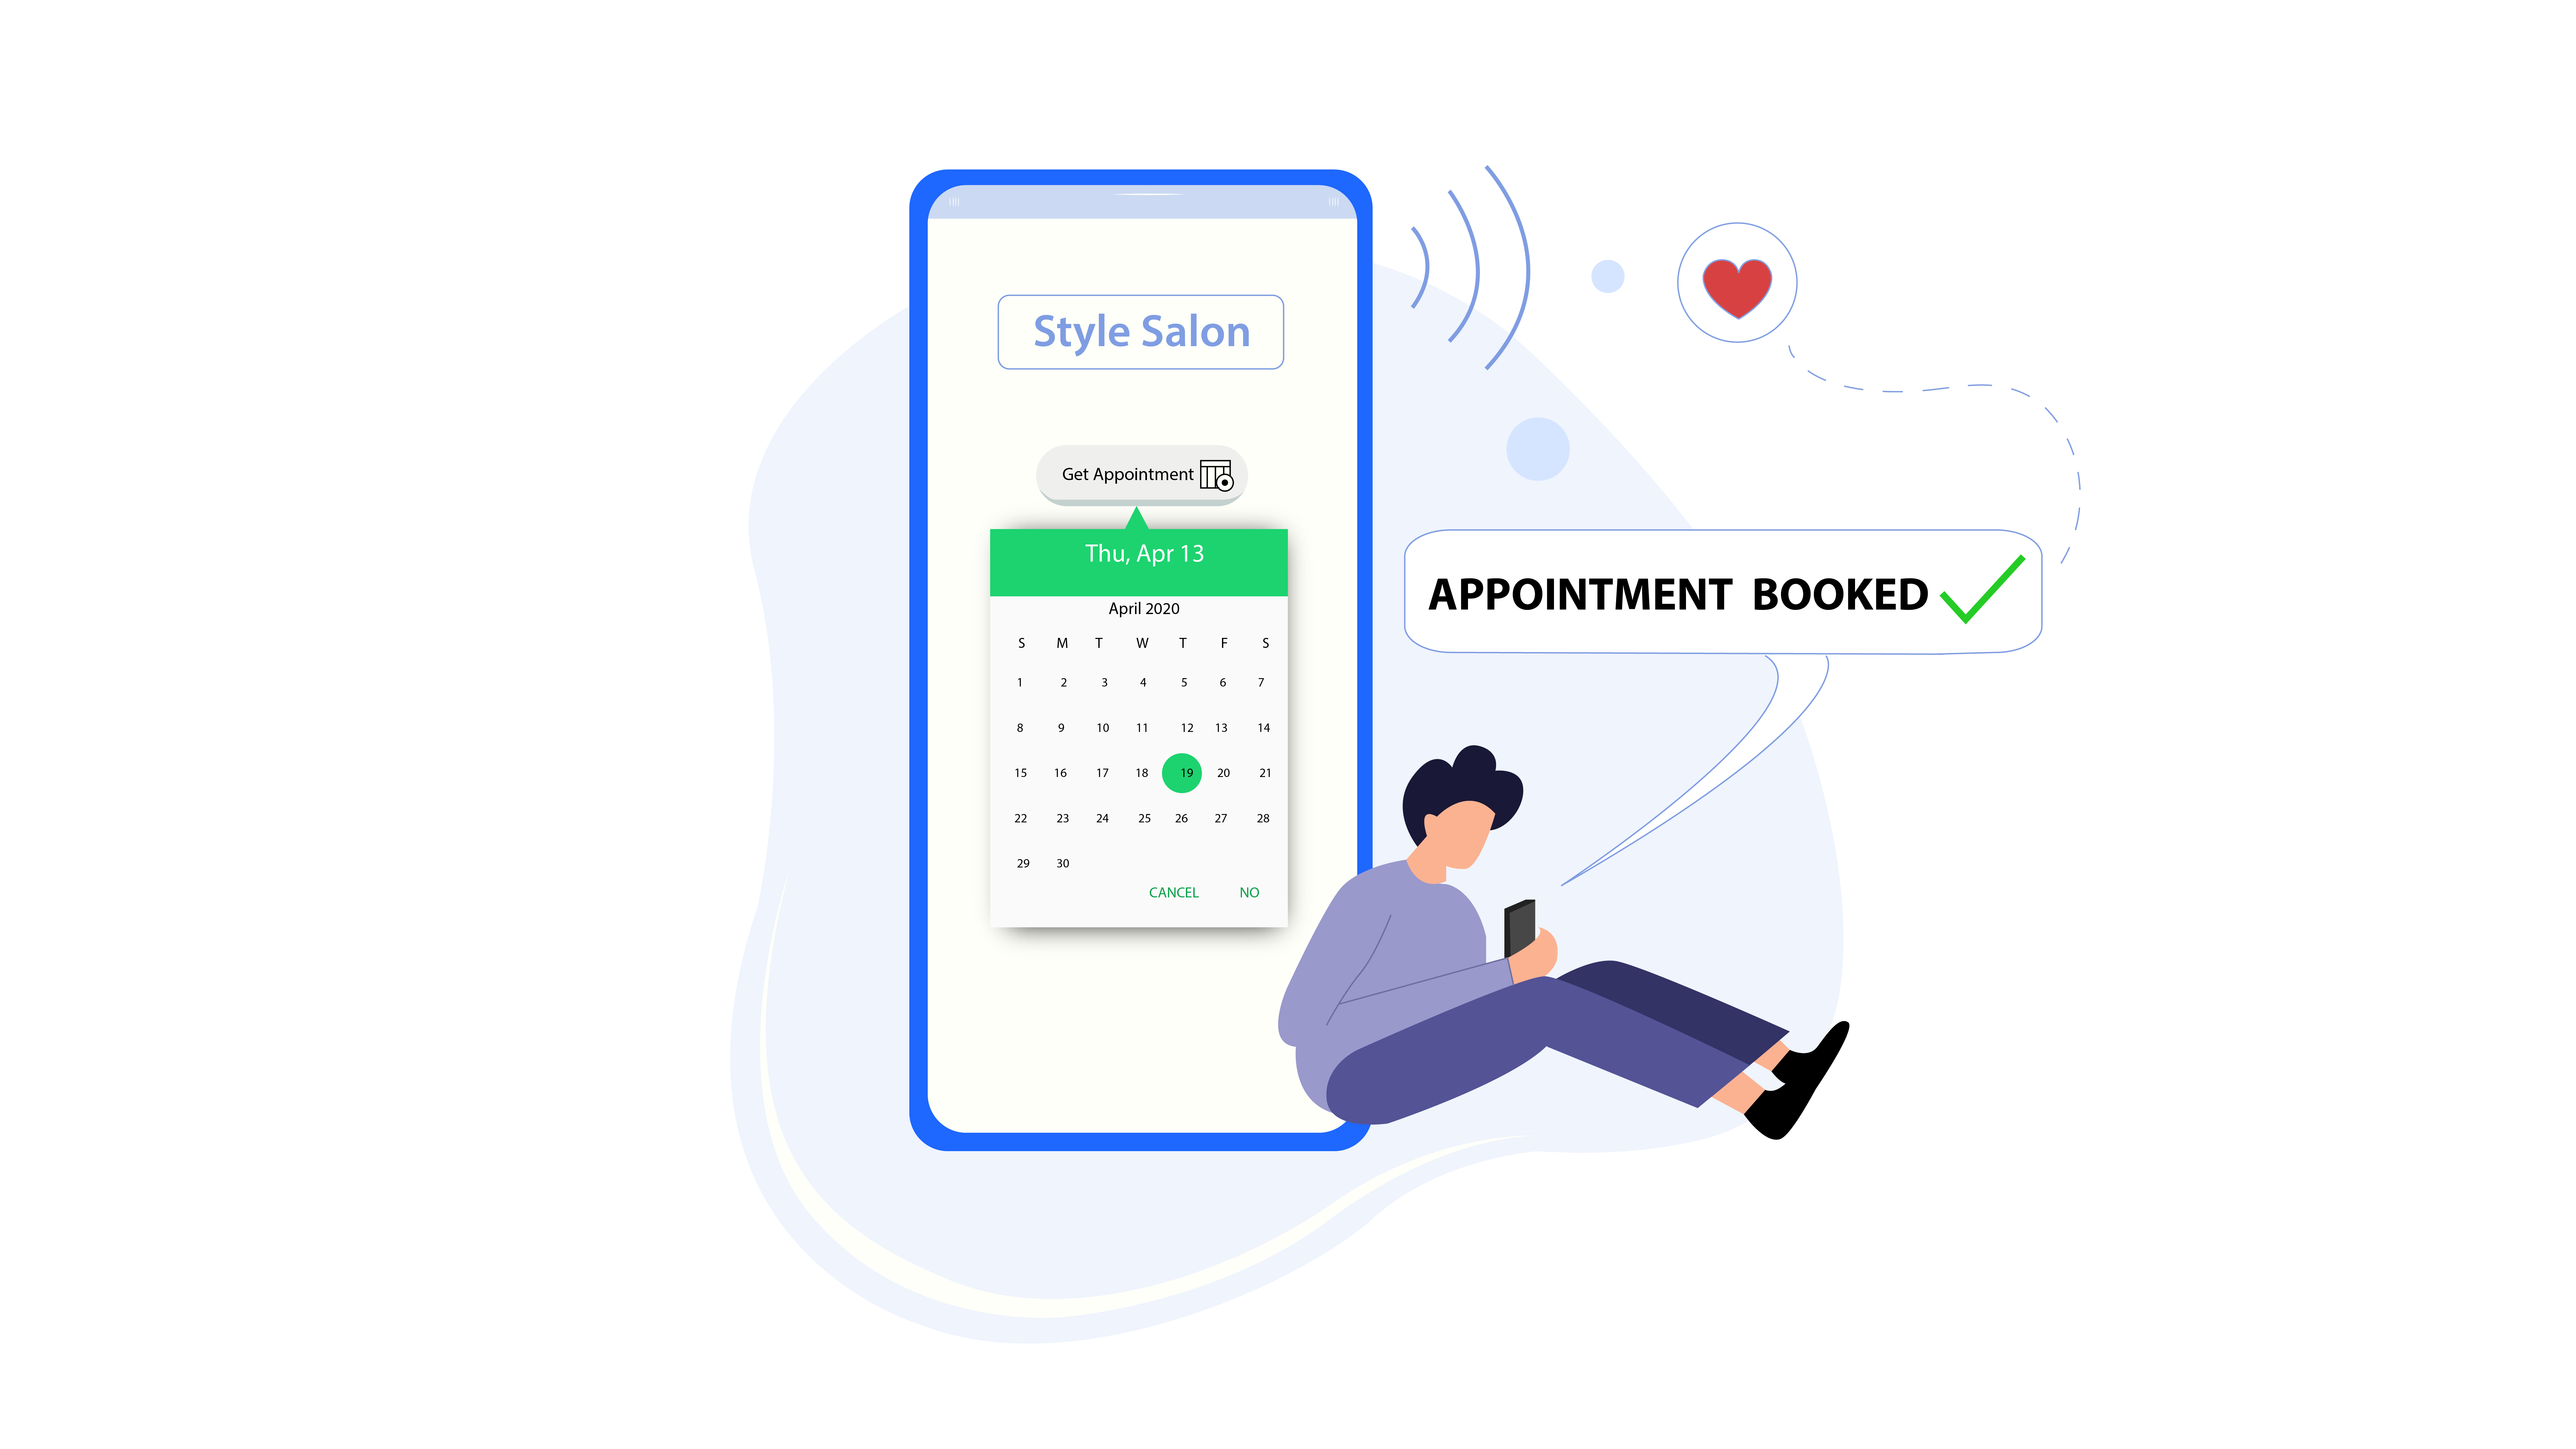 Style Salon
Get Appointment
Thu, Apr 13
April 2020
S M T W T F S
1 2 3 4 5 6 7
8 9 10 11 12 13 14
15 16 17 18 19 20 21
22 23 24 25 26 27 28
29 30
CANCEL NO
APPOINTMENT BOOKED